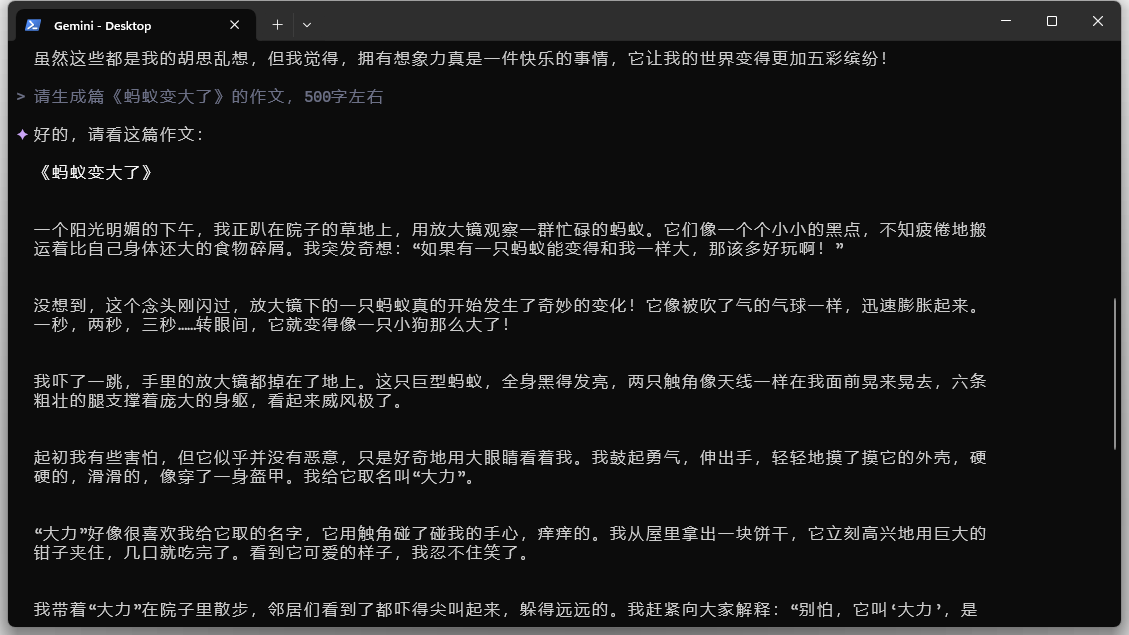 Gemini - Desktop
虽然这些都是我的胡思乱想，但我觉得，拥有想象力真是一件快乐的事情，它让我的世界变得更加五彩缤纷！
> 请生成篇《蚂蚁变大了》的作文，500字左右
✦ 好的，请看这篇作文：
《蚂蚁变大了》
一个阳光明媚的下午，我正趴在院子的草地上，用放大镜观察一群忙碌的蚂蚁。它们像一个个小小的黑点，不知疲倦地搬
运着比自己身体还大的食物碎屑。我突发奇想：“如果有一只蚂蚁能变得和我一样大，那该多好玩啊！”
没想到，这个念头刚闪过，放大镜下的一只蚂蚁真的开始发生了奇妙的变化！它像被吹了气的气球一样，迅速膨胀起来。
一秒，两秒，三秒……转眼间，它就变得像一只小狗那么大了！
我吓了一跳，手里的放大镜都掉在了地上。这只巨型蚂蚁，全身黑得发亮，两只触角像天线一样在我面前晃来晃去，六条
粗壮的腿支撑着庞大的身躯，看起来威风极了。
起初我有些害怕，但它似乎并没有恶意，只是好奇地用大眼睛看着我。我鼓起勇气，伸出手，轻轻地摸了摸它的外壳，硬
硬的，滑滑的，像穿了一身盔甲。我给它取名叫“大力”。
“大力”好像很喜欢我给它取的名字，它用触角碰了碰我的手心，痒痒的。我从屋里拿出一块饼干，它立刻高兴地用巨大的
钳子夹住，几口就吃完了。看到它可爱的样子，我忍不住笑了。
我带着“大力”在院子里散步，邻居们看到了都吓得尖叫起来，躲得远远的。我赶紧向大家解释：“别怕，它叫‘大力’，是